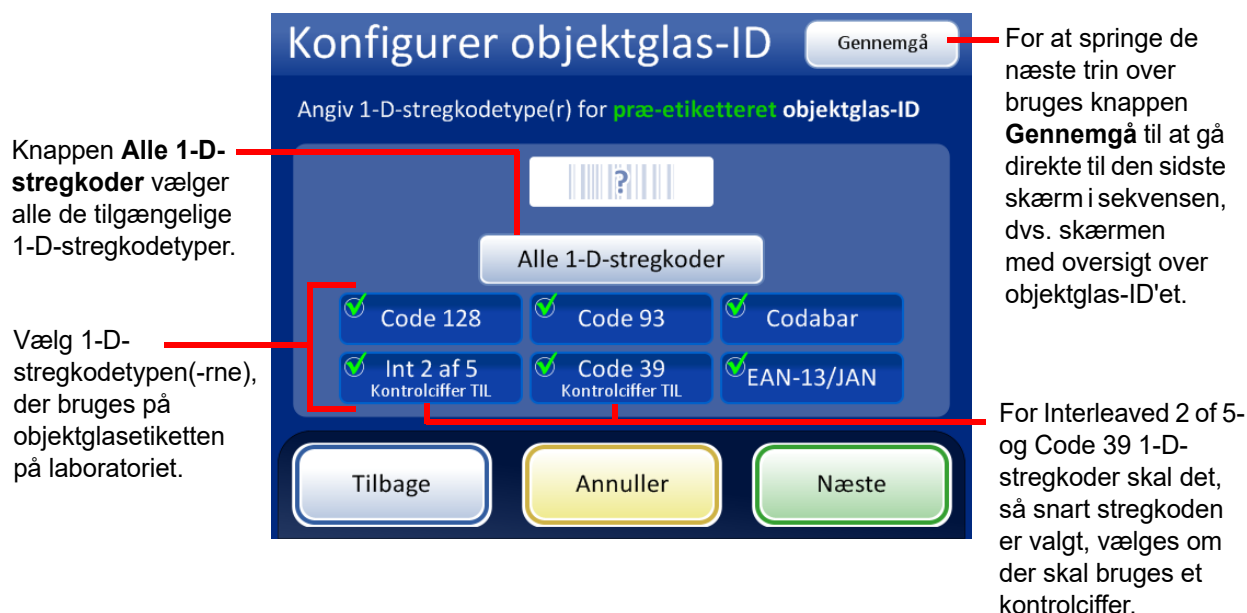 Konfigurer objektglas-ID
Gennemgå
Angiv 1-D-stregkodetype(r) for præ-etiketteret objektglas-ID
?
Alle 1-D-stregkoder
Code 128
Code 93
Codabar
Int 2 af 5
Kontrolciffer TIL
Code 39
Kontrolciffer TIL
EAN-13/JAN
Tilbage
Annuller
Næste
Knappen Alle 1-D-
stregkoder vælger
alle de tilgængelige
1-D-stregkodetyper.
Vælg 1-D-
stregkodetypen(-rne),
der bruges på
objektglasetiketten
på laboratoriet.
For at springe de
næste trin over
bruges knappen
Gennemgå til at gå
direkte til den sidste
skærm i sekvensen,
dvs. skærmen
med oversigt over
objektglas-ID'et.
For Interleaved 2 of 5-
og Code 39 1-D-
stregkoder skal det,
så snart stregkoden
er valgt, vælges om
der skal bruges et
kontrolciffer.